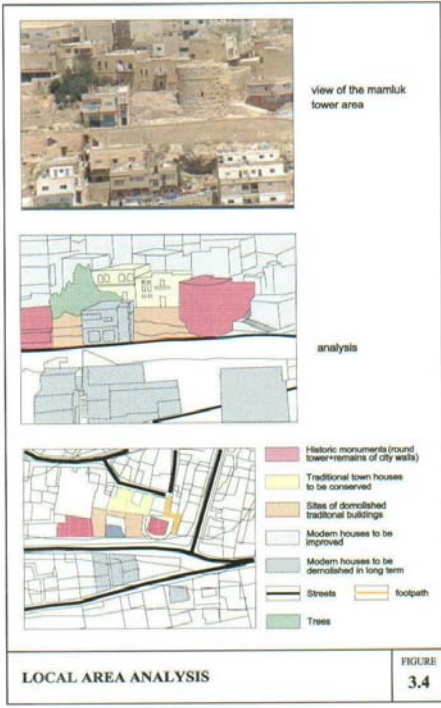 view of the mamluk
tower area
analysis
Historic monuments (round
tower+remains of city walls)
Traditional town houses
to be conserved
Sites of domolished
traditonal buildings
Modern houses to be
improved
Modern houses to be
demolished in long term
Streets
footpath
Trees
LOCAL AREA ANALYSIS
FIGURE
3.4